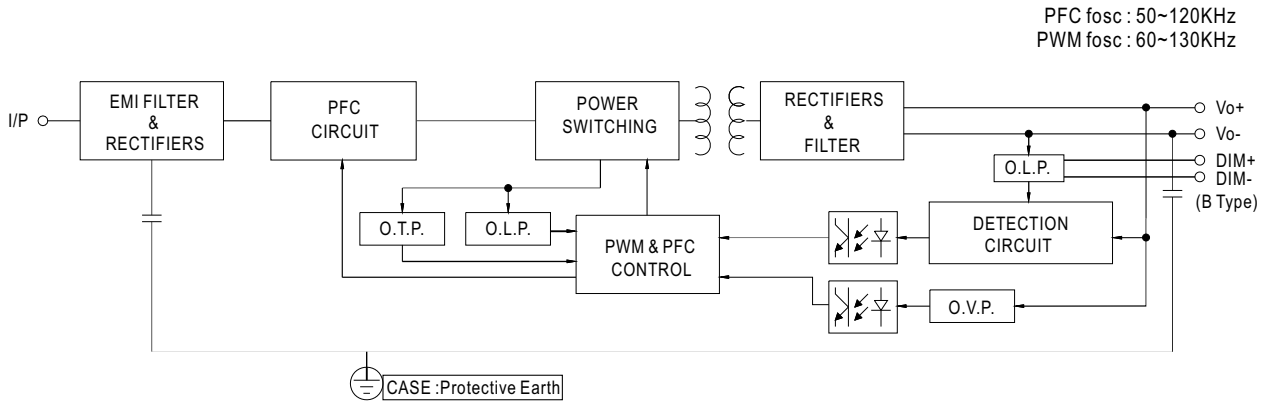 PFC fosc : 50~120KHz
PWM fosc : 60~130KHz
I/P
EMI FILTER
&
RECTIFIERS
PFC
CIRCUIT
POWER
SWITCHING
RECTIFIERS
&
FILTER
Vo+
Vo-
DIM+
DIM-
(B Type)
O.L.P.
O.T.P.
O.L.P.
PWM & PFC
CONTROL
DETECTION
CIRCUIT
O.V.P.
CASE :Protective Earth